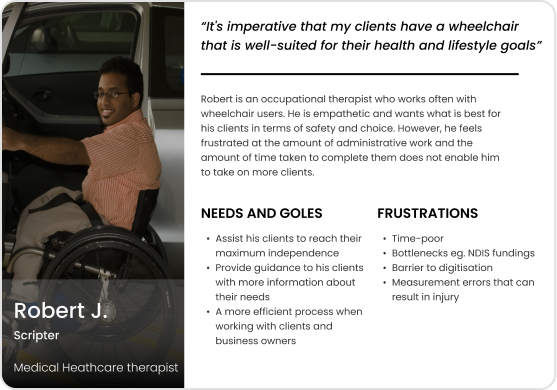 “It's imperative that my clients have a wheelchair
that is well-suited for their health and lifestyle goals”
Robert is an occupational therapist who works often with
wheelchair users. He is empathetic and wants what is best for
his clients in terms of safety and choice. However, he feels
frustrated at the amount of administrative work and the
amount of time taken to complete them does not enable him
to take on more clients.
NEEDS AND GOLES
• Assist his clients to reach their
maximum independence
• Provide guidance to his clients
with more information about
their needs
• A more efficient process when
working with clients and
business owners
FRUSTRATIONS
• Time-poor
• Bottlenecks eg. NDIS fundings
• Barrier to digitisation
• Measurement errors that can
result in injury
Robert J.
Scripter
Medical Heathcare therapist